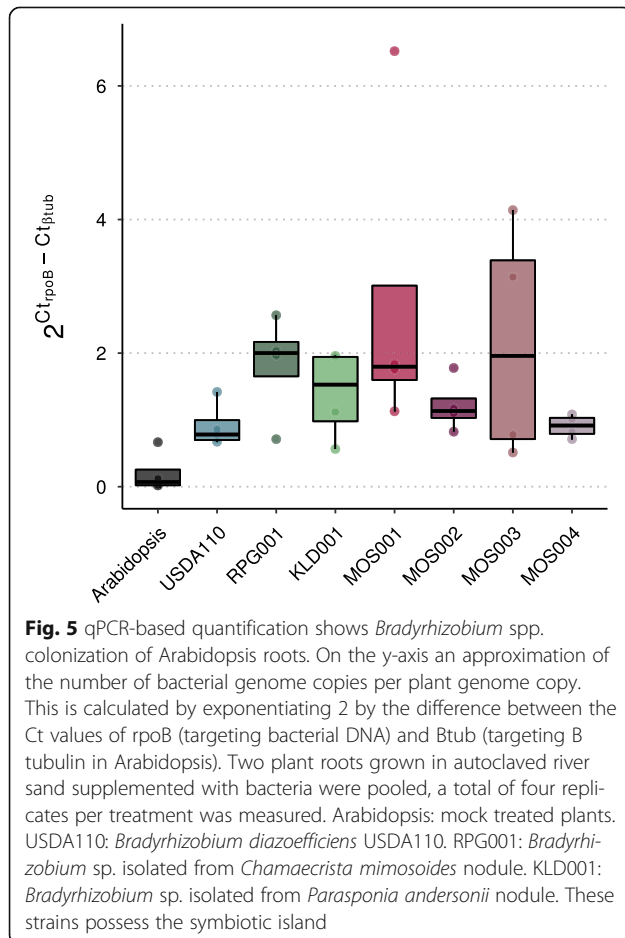 6
4
2
0
2^Ct_rpoB − Ct_βtub
Arabidopsis
USDA110
RPG001
KLD001
MOS001
MOS002
MOS003
MOS004
Fig. 5 qPCR-based quantification shows Bradyrhizobium spp.
colonization of Arabidopsis roots. On the y-axis an approximation of
the number of bacterial genome copies per plant genome copy.
This is calculated by exponentiating 2 by the difference between the
Ct values of rpoB (targeting bacterial DNA) and Btub (targeting B
tubulin in Arabidopsis). Two plant roots grown in autoclaved river
sand supplemented with bacteria were pooled, a total of four repli-
cates per treatment was measured. Arabidopsis: mock treated plants.
USDA110: Bradyrhizobium diazoefficiens USDA110. RPG001: Bradyrhi-
zobium sp. isolated from Chamaecrista mimosoides nodule. KLD001:
Bradyrhizobium sp. isolated from Parasponia andersonii nodule. These
strains possess the symbiotic island